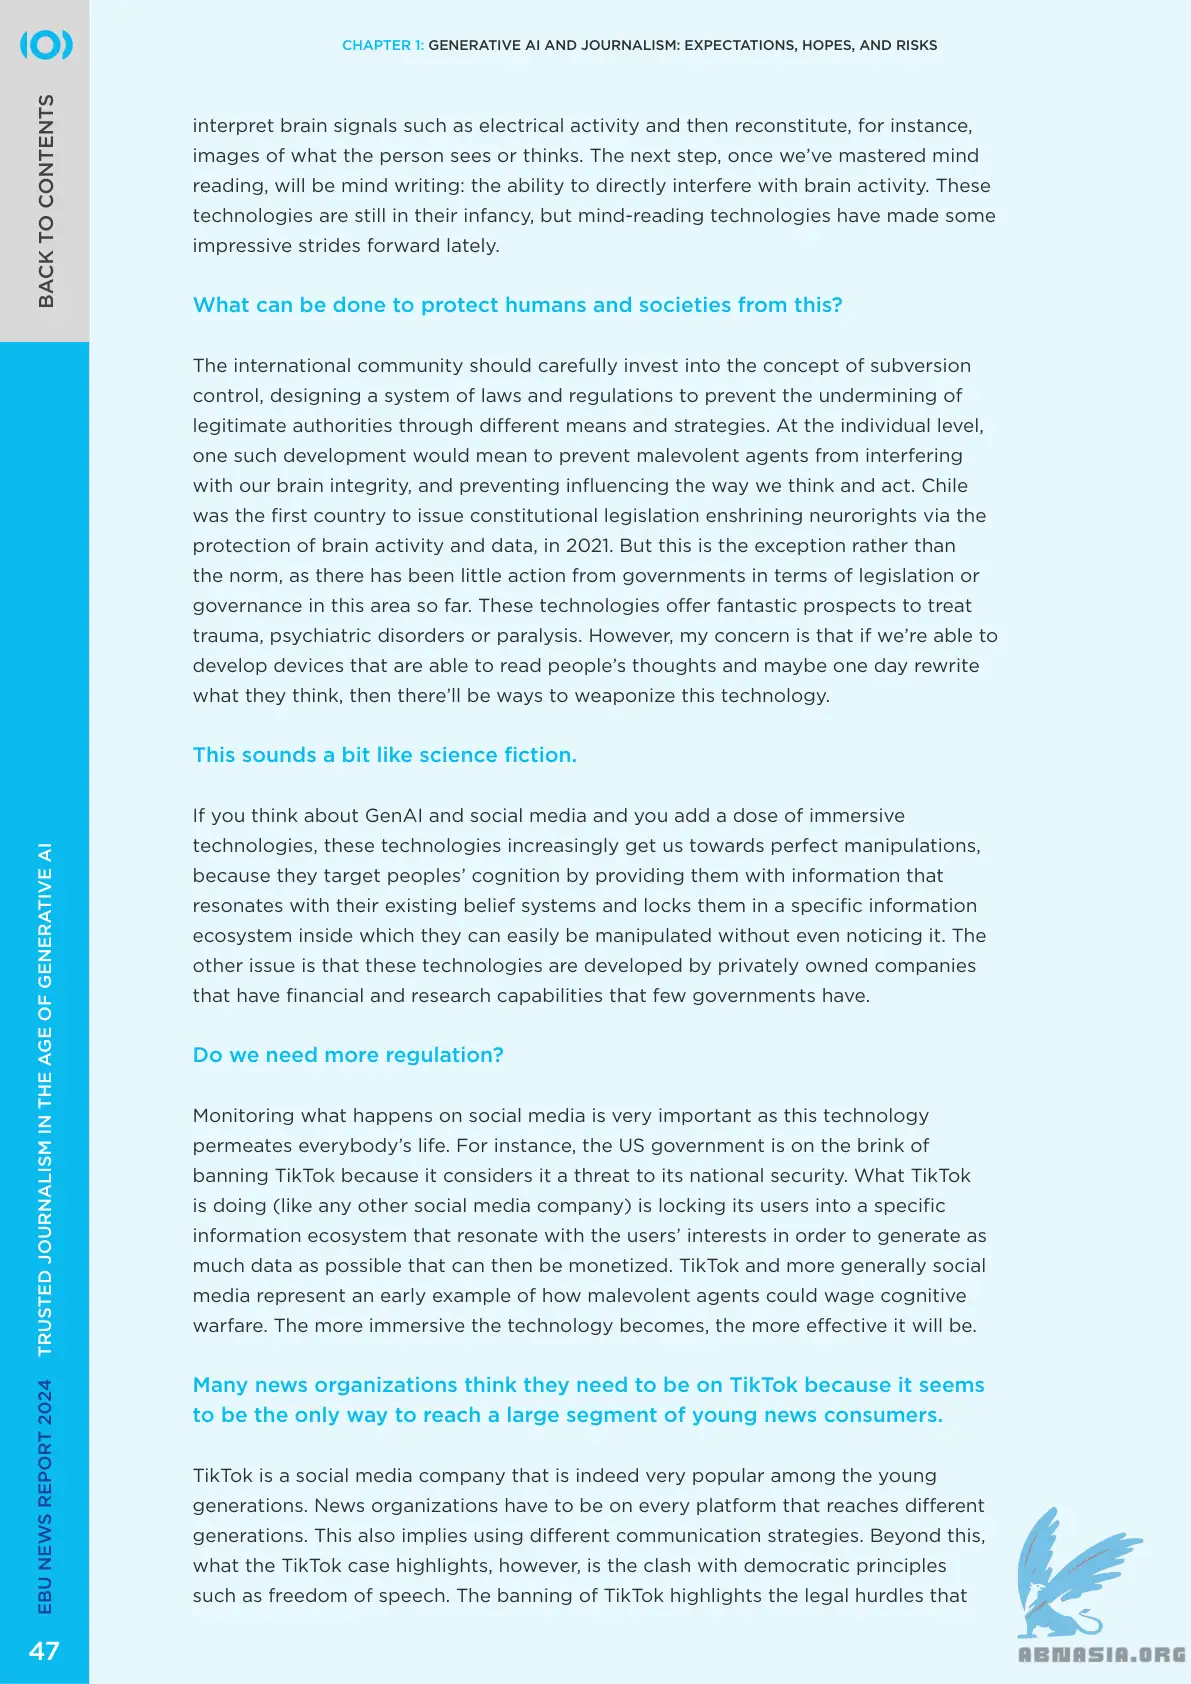 CHAPTER 1: GENERATIVE AI AND JOURNALISM: EXPECTATIONS, HOPES, AND RISKS
BACK TO CONTENTS
interpret brain signals such as electrical activity and then reconstitute, for instance,
images of what the person sees or thinks. The next step, once we’ve mastered mind
reading, will be mind writing: the ability to directly interfere with brain activity. These
technologies are still in their infancy, but mind-reading technologies have made some
impressive strides forward lately.
What can be done to protect humans and societies from this?
The international community should carefully invest into the concept of subversion
control, designing a system of laws and regulations to prevent the undermining of
legitimate authorities through different means and strategies. At the individual level,
one such development would mean to prevent malevolent agents from interfering
with our brain integrity, and preventing influencing the way we think and act. Chile
was the first country to issue constitutional legislation enshrining neurorights via the
protection of brain activity and data, in 2021. But this is the exception rather than
the norm, as there has been little action from governments in terms of legislation or
governance in this area so far. These technologies offer fantastic prospects to treat
trauma, psychiatric disorders or paralysis. However, my concern is that if we’re able to
develop devices that are able to read people’s thoughts and maybe one day rewrite
what they think, then there’ll be ways to weaponize this technology.
This sounds a bit like science fiction.
If you think about GenAI and social media and you add a dose of immersive
technologies, these technologies increasingly get us towards perfect manipulations,
because they target peoples’ cognition by providing them with information that
resonates with their existing belief systems and locks them in a specific information
ecosystem inside which they can easily be manipulated without even noticing it. The
other issue is that these technologies are developed by privately owned companies
that have financial and research capabilities that few governments have.
Do we need more regulation?
Monitoring what happens on social media is very important as this technology
permeates everybody’s life. For instance, the US government is on the brink of
banning TikTok because it considers it a threat to its national security. What TikTok
is doing (like any other social media company) is locking its users into a specific
information ecosystem that resonate with the users’ interests in order to generate as
much data as possible that can then be monetized. TikTok and more generally social
media represent an early example of how malevolent agents could wage cognitive
warfare. The more immersive the technology becomes, the more effective it will be.
Many news organizations think they need to be on TikTok because it seems
to be the only way to reach a large segment of young news consumers.
TikTok is a social media company that is indeed very popular among the young
generations. News organizations have to be on every platform that reaches different
generations. This also implies using different communication strategies. Beyond this,
what the TikTok case highlights, however, is the clash with democratic principles
such as freedom of speech. The banning of TikTok highlights the legal hurdles that
EBU NEWS REPORT 2024 TRUSTED JOURNALISM IN THE AGE OF GENERATIVE AI
47
ABNASIA.ORG